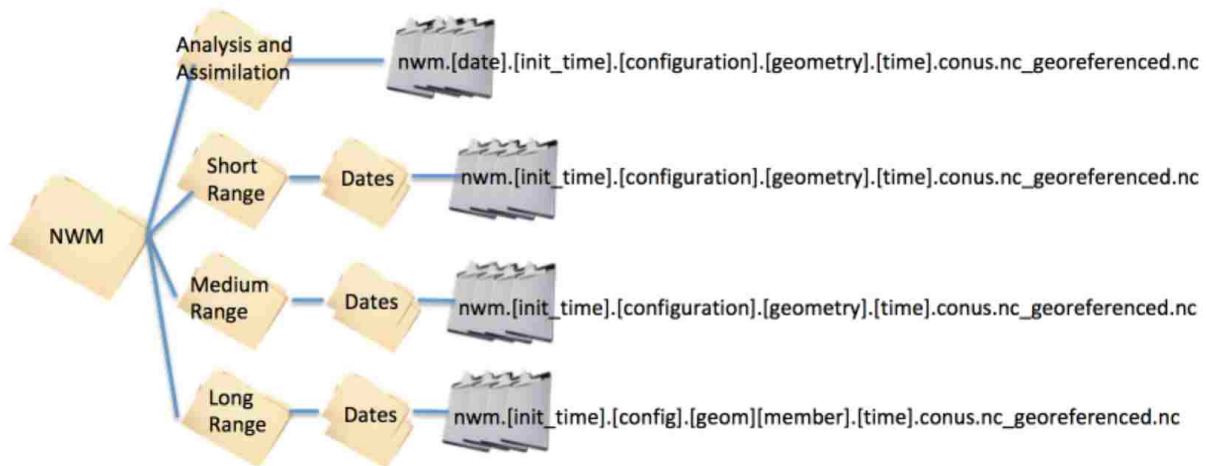 Analysis and
Assimilation
nwm.[date].[init_time].[configuration].[geometry].[time].conus.nc_georeferenced.nc
Short
Range
Dates
nwm.[init_time].[configuration].[geometry].[time].conus.nc_georeferenced.nc
NWM
Medium
Range
Dates
nwm.[init_time].[configuration].[geometry].[time].conus.nc_georeferenced.nc
Long
Range
Dates
nwm.[init_time].[config].[geom][member].[time].conus.nc_georeferenced.nc